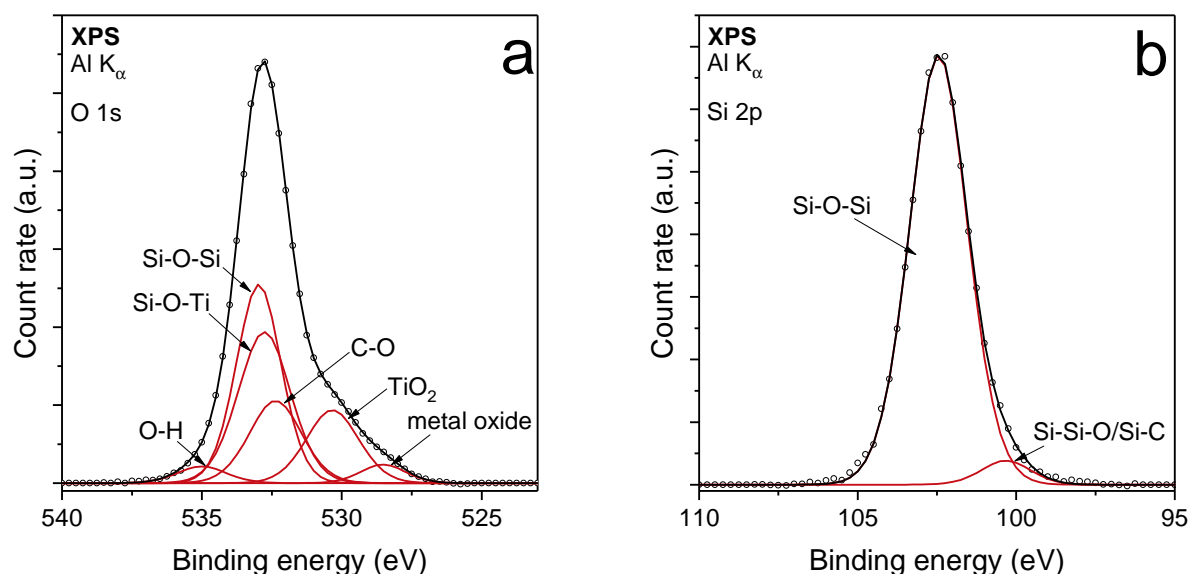 XPS
Al Kα
O 1s
a
Count rate (a.u.)
Si-O-Si
Si-O-Ti
C-O
TiO2
metal oxide
O-H
540 535 530 525
Binding energy (eV)
XPS
Al Kα
Si 2p
b
Count rate (a.u.)
Si-O-Si
Si-Si-O/Si-C
110 105 100 95
Binding energy (eV)